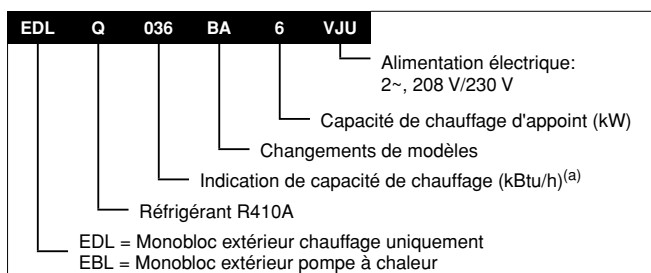 EDL Q 036 BA 6 VJU
Alimentation électrique:
2~, 208 V/230 V
Capacité de chauffage d'appoint (kW)
Changements de modèles
Indication de capacité de chauffage (kBtu/h)(a)
Réfrigérant R410A
EDL = Monobloc extérieur chauffage uniquement
EBL = Monobloc extérieur pompe à chaleur